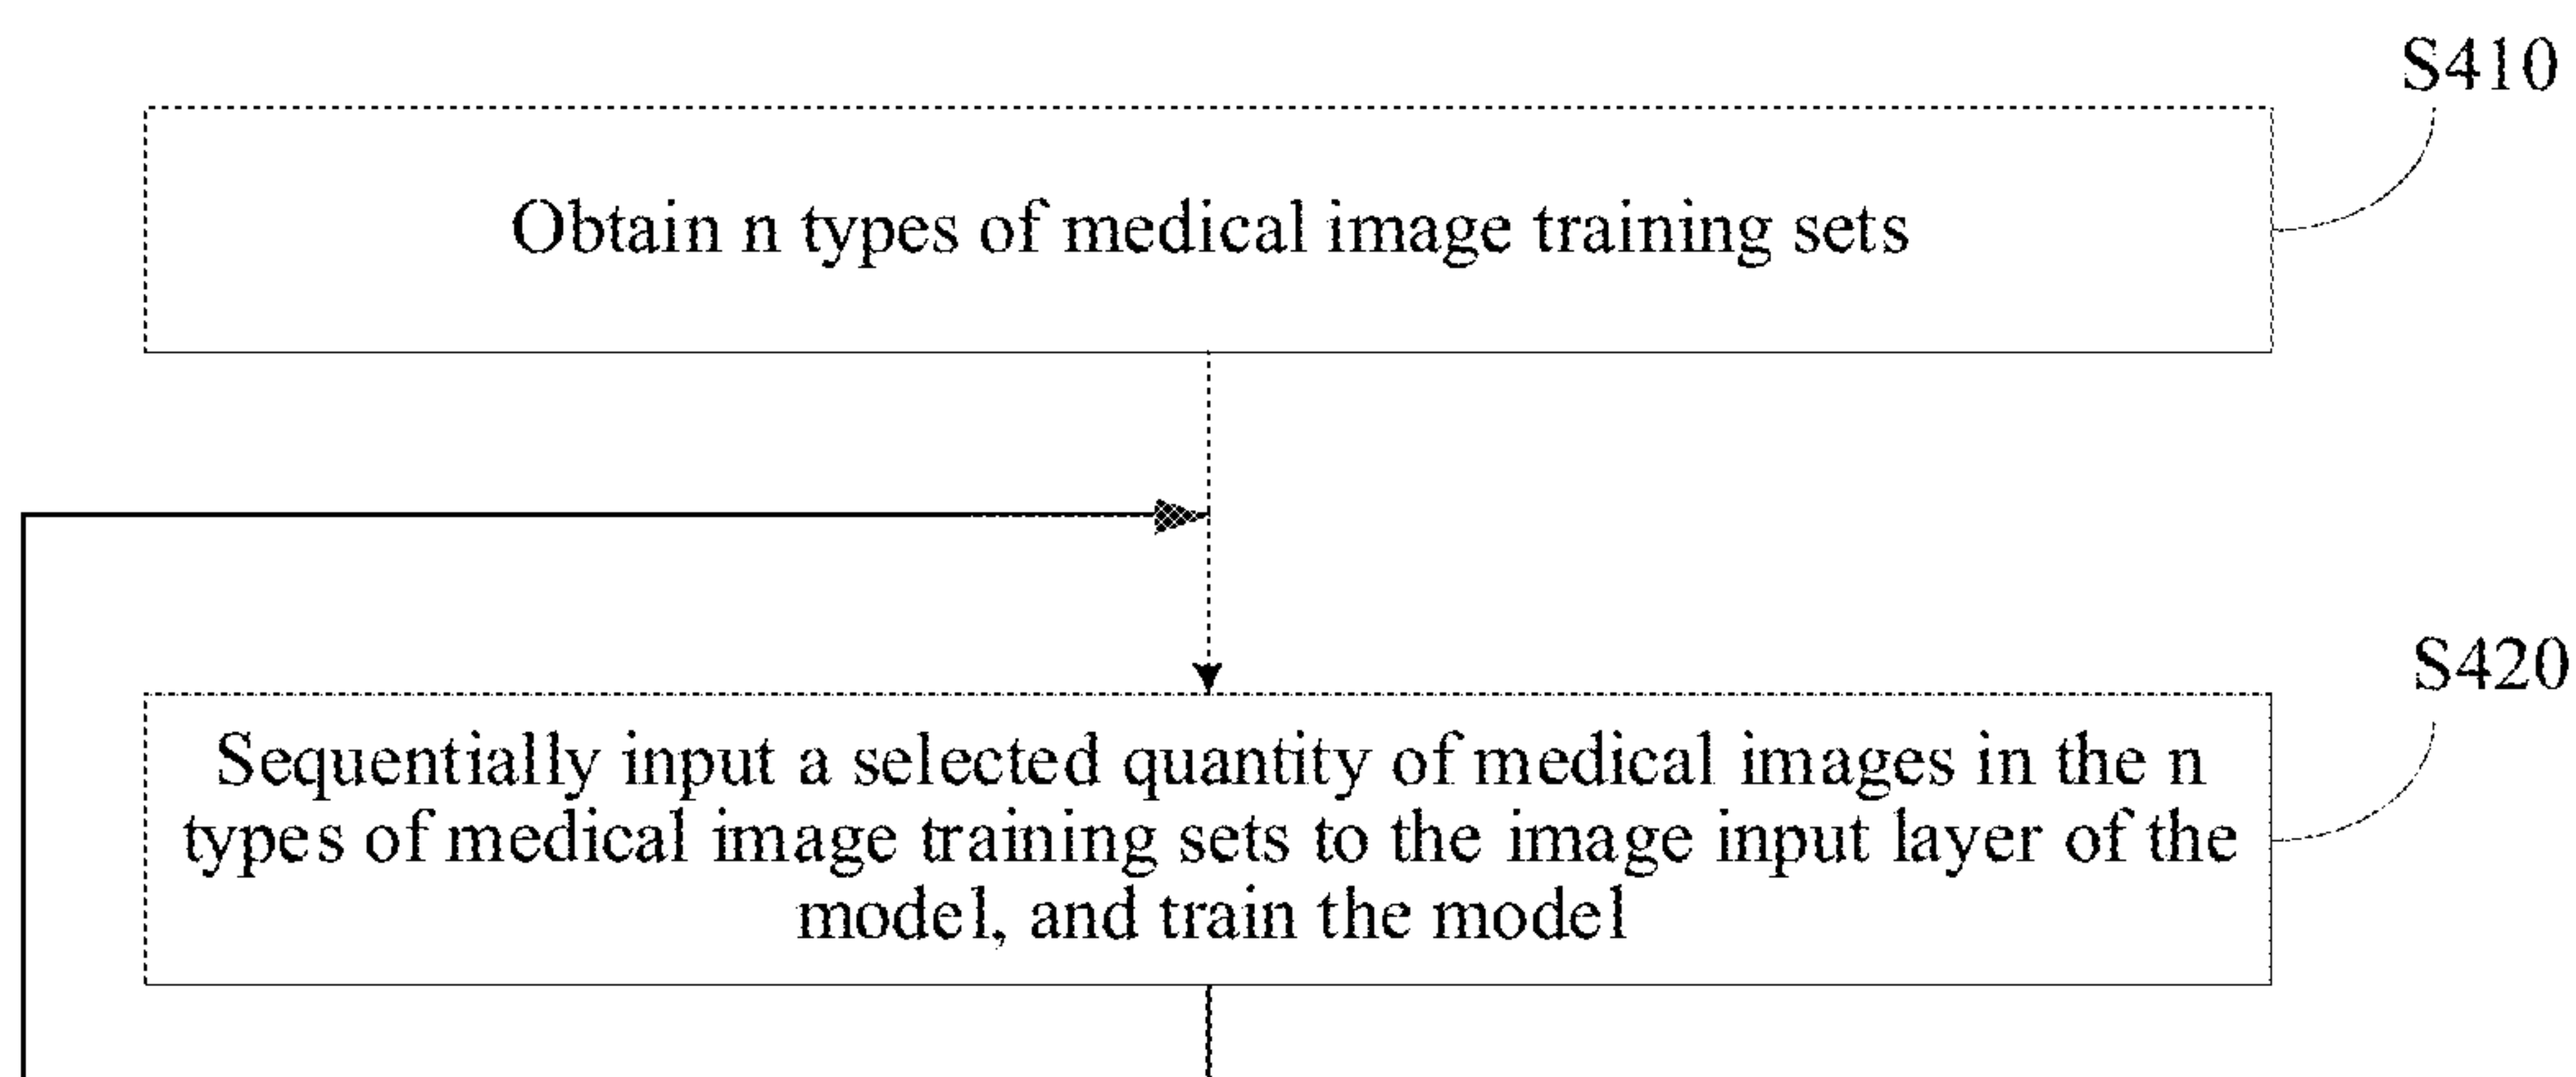 S410
Obtain n types of medical image training sets
S420
Sequentially input a selected quantity of medical images in the n
types of medical image training sets to the image input layer of the
model, and train the model